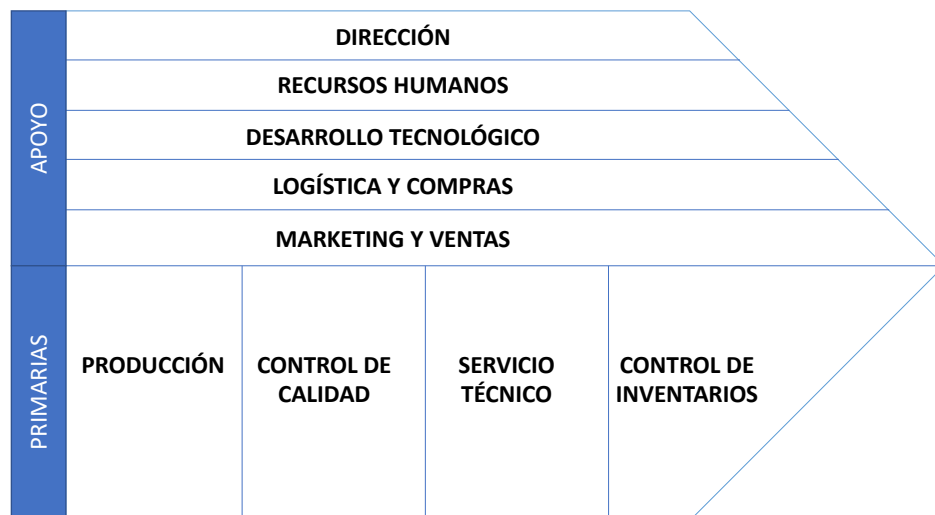 APOYO
DIRECCIÓN
RECURSOS HUMANOS
DESARROLLO TECNOLÓGICO
LOGÍSTICA Y COMPRAS
MARKETING Y VENTAS
PRIMARIAS
PRODUCCIÓN
CONTROL DE
CALIDAD
SERVICIO
TÉCNICO
CONTROL DE
INVENTARIOS